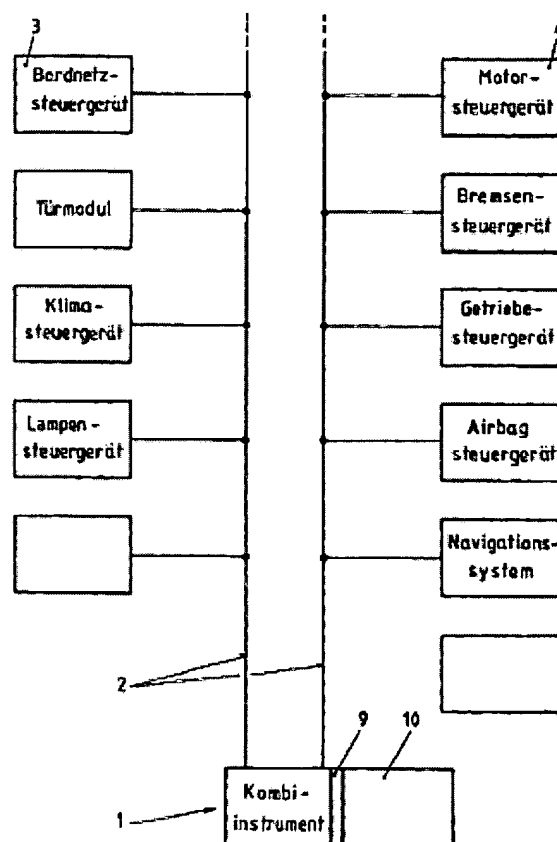 3
Bordnetz-
steuergerät
Türmodul
Klima-
steuergerät
Lampen-
steuergerät
Motor-
steuergerät
Bremsen-
steuergerät
Getriebe-
steuergerät
Airbag
steuergerät
Navigations-
system
2
9
10
1
Kombi-
instrument